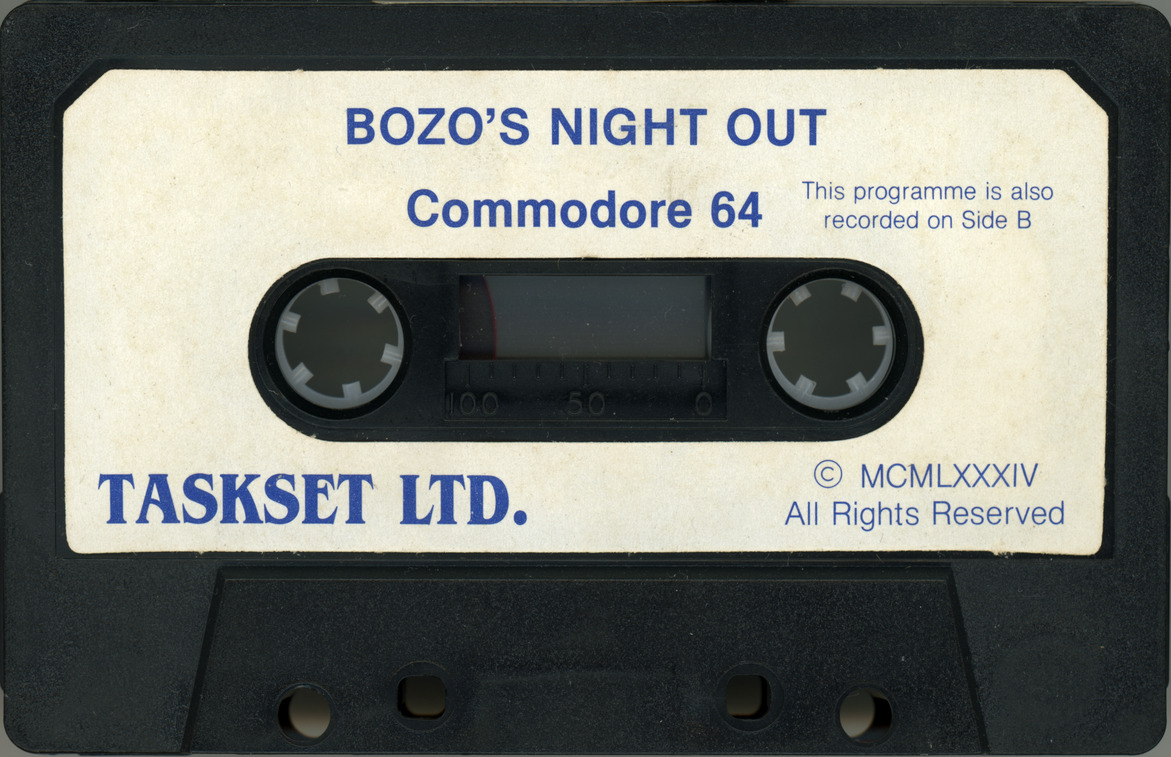 BOZO'S NIGHT OUT
Commodore 64
This programme is also
recorded on Side B
100 50 0
TASKSET LTD.
© MCMLXXXIV
All Rights Reserved